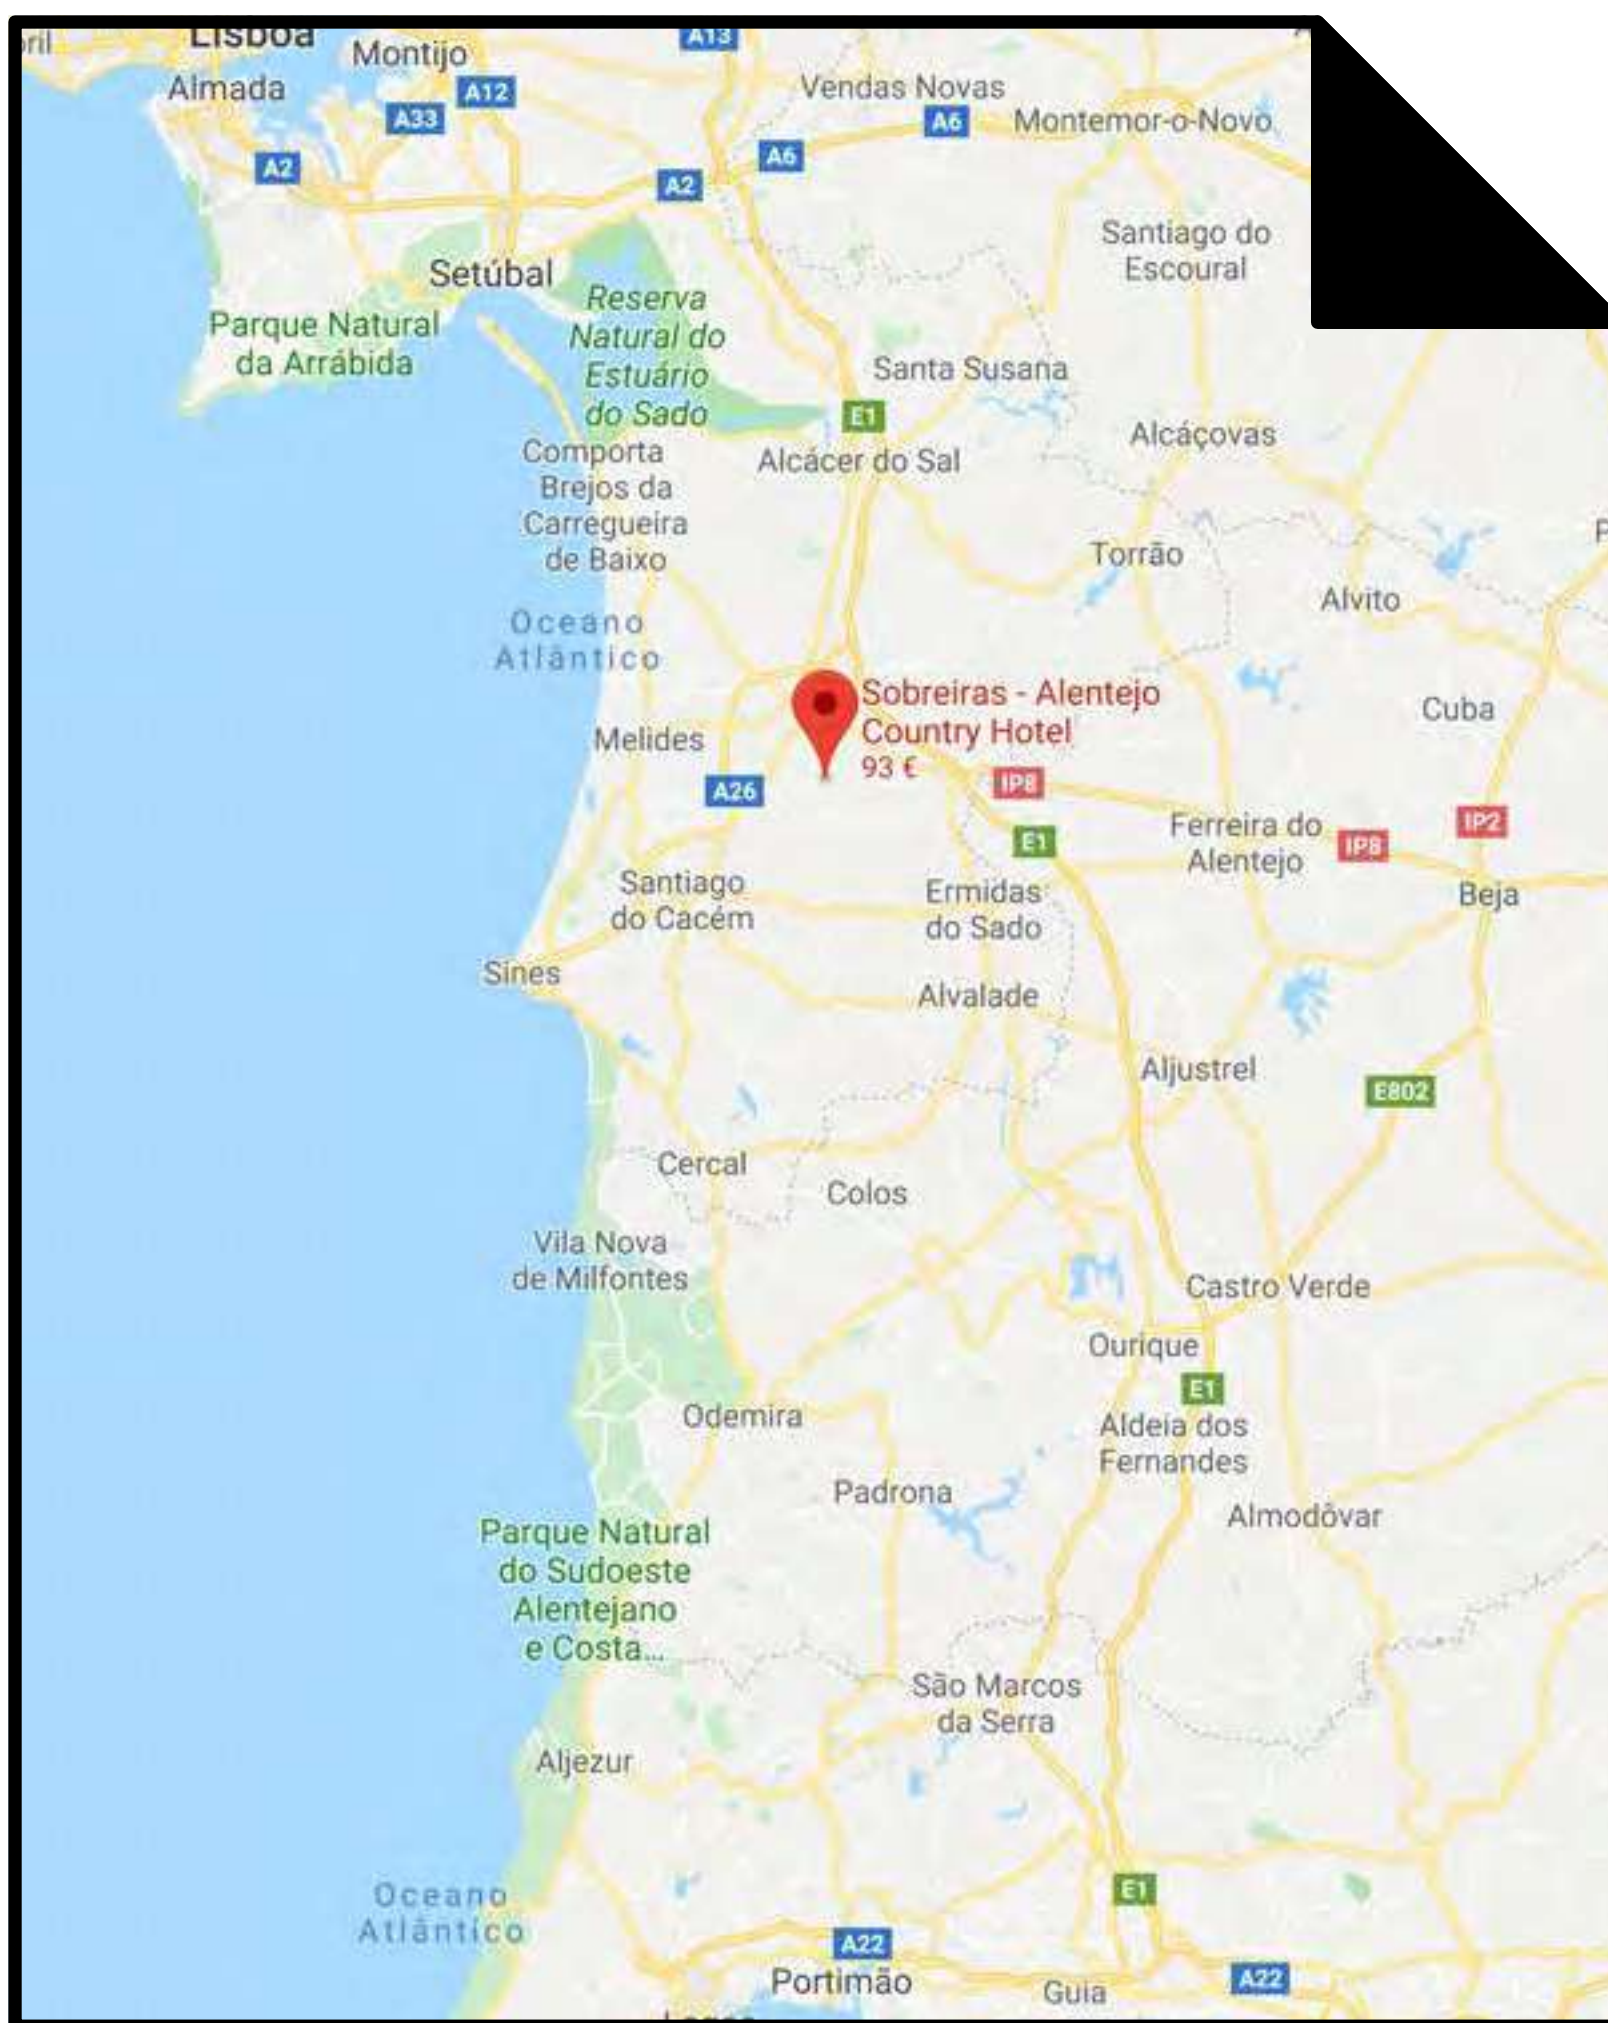 Lisboa
Montijo
A13
Almada
A12
Vendas Novas
A33
A6
Montemor-o-Novo
A6
A2
A2
Santiago do
Escoural
Setúbal
Reserva
Natural do
Estuário
do Sado
Parque Natural
da Arrábida
Santa Susana
E1
Alcáçovas
Comporta
Alcácer do Sal
Brejos da
Carregueira
de Baixo
Torrão
Alvito
Oceano
Atlântico
Sobreiras - Alentejo
Country Hotel
93 €
Cuba
Melides
IP8
A26
Ferreira do
Alentejo
IP2
E1
IP8
Santiago
do Cacém
Ermidas
do Sado
Beja
Sines
Alvalade
Aljustrel
E802
Cercal
Colos
Vila Nova
de Milfontes
Castro Verde
Ourique
E1
Odemira
Aldeia dos
Fernandes
Padrona
Almodôvar
Parque Natural
do Sudoeste
Alentejano
e Costa...
São Marcos
da Serra
Aljezur
Oceano
Atlântico
E1
A22
Portimão
A22
Guia